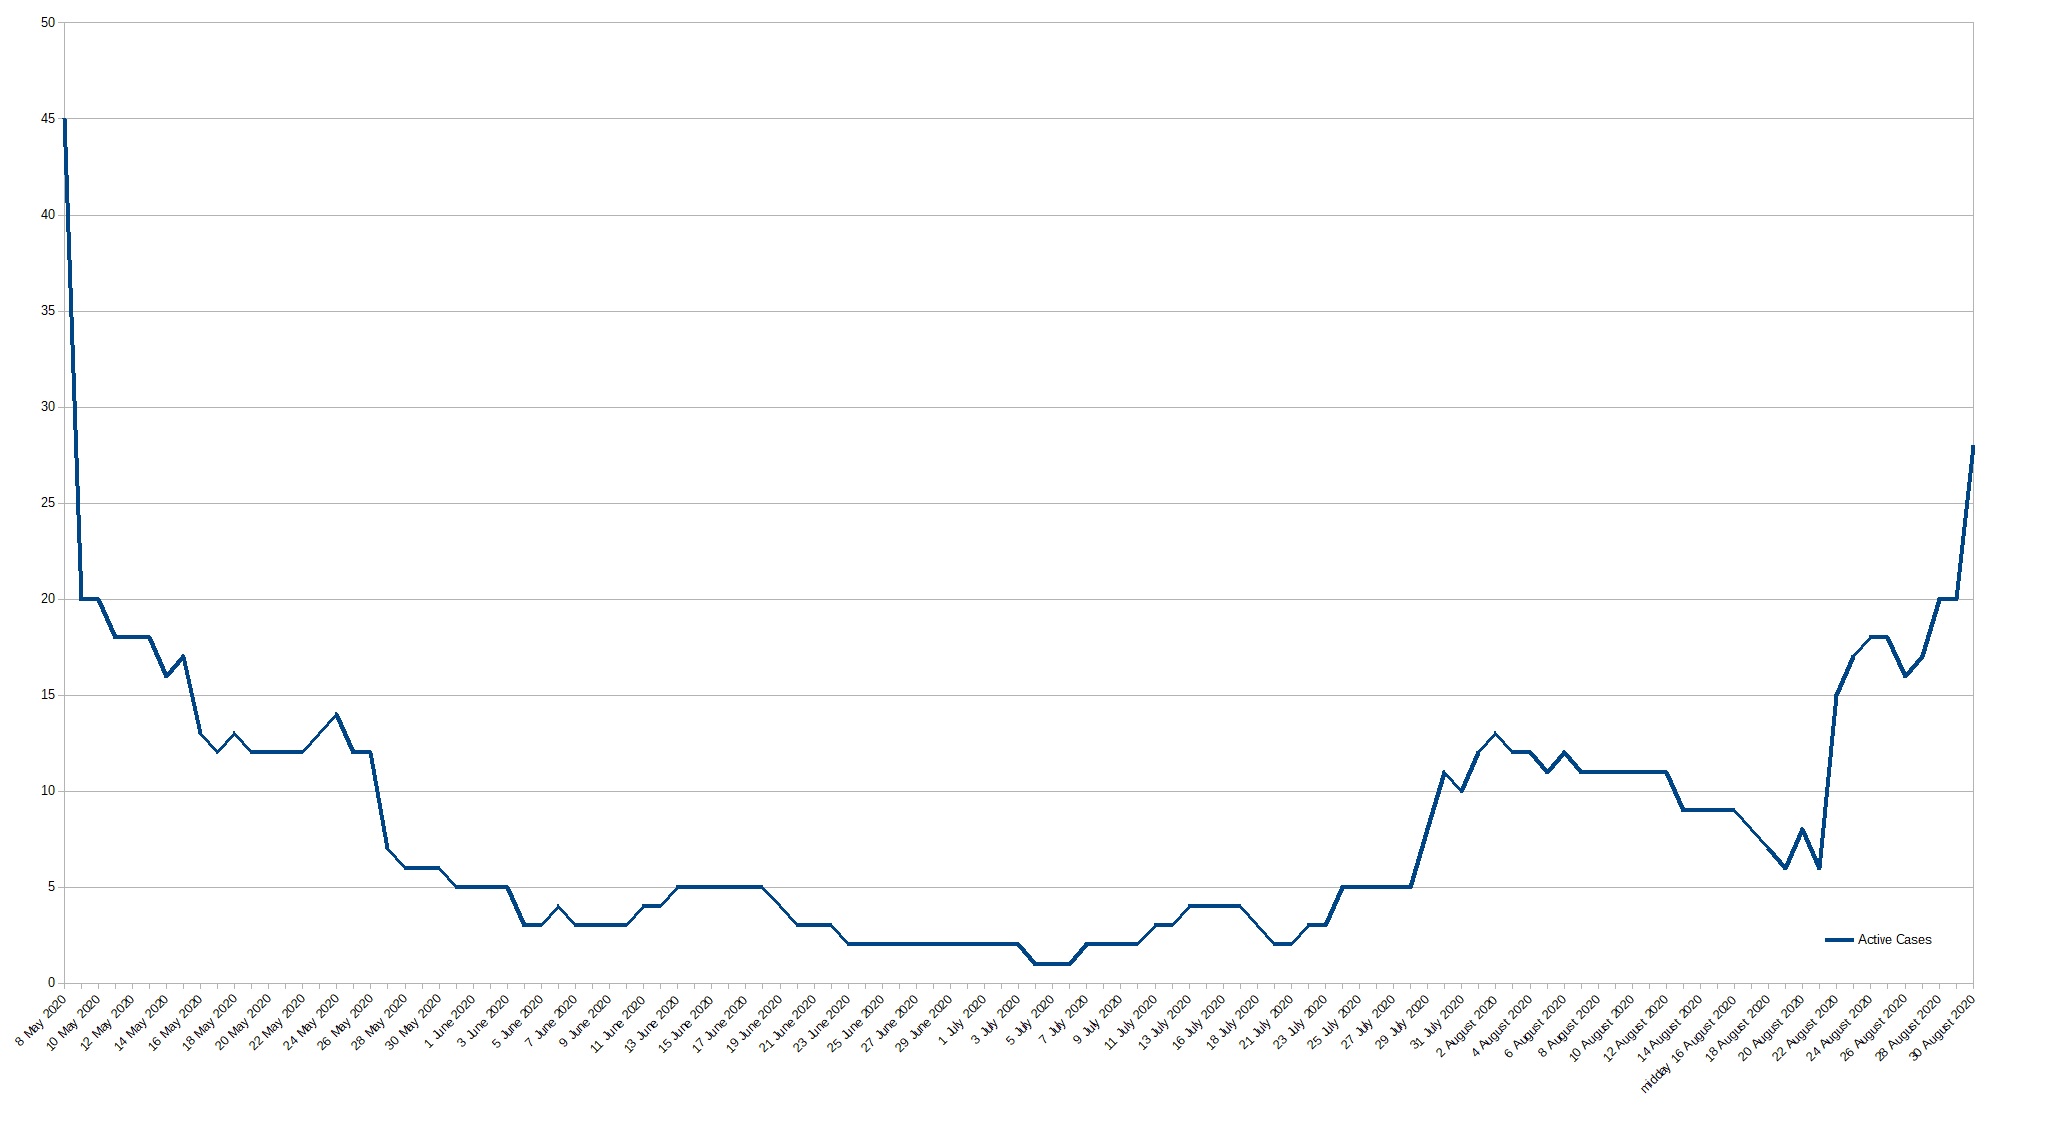 50
45
40
35
30
25
20
15
10
5
0
Active Cases
8 May 2020
10 May 2020
12 May 2020
14 May 2020
16 May 2020
18 May 2020
20 May 2020
22 May 2020
24 May 2020
26 May 2020
28 May 2020
30 May 2020
1 June 2020
3 June 2020
5 June 2020
7 June 2020
9 June 2020
11 June 2020
13 June 2020
15 June 2020
17 June 2020
19 June 2020
21 June 2020
23 June 2020
25 June 2020
27 June 2020
29 June 2020
1 July 2020
3 July 2020
5 July 2020
7 July 2020
9 July 2020
11 July 2020
13 July 2020
16 July 2020
18 July 2020
21 July 2020
23 July 2020
25 July 2020
27 July 2020
29 July 2020
31 July 2020
2 August 2020
4 August 2020
6 August 2020
8 August 2020
10 August 2020
12 August 2020
14 August 2020
midday 16 August 2020
18 August 2020
20 August 2020
22 August 2020
24 August 2020
26 August 2020
28 August 2020
30 August 2020